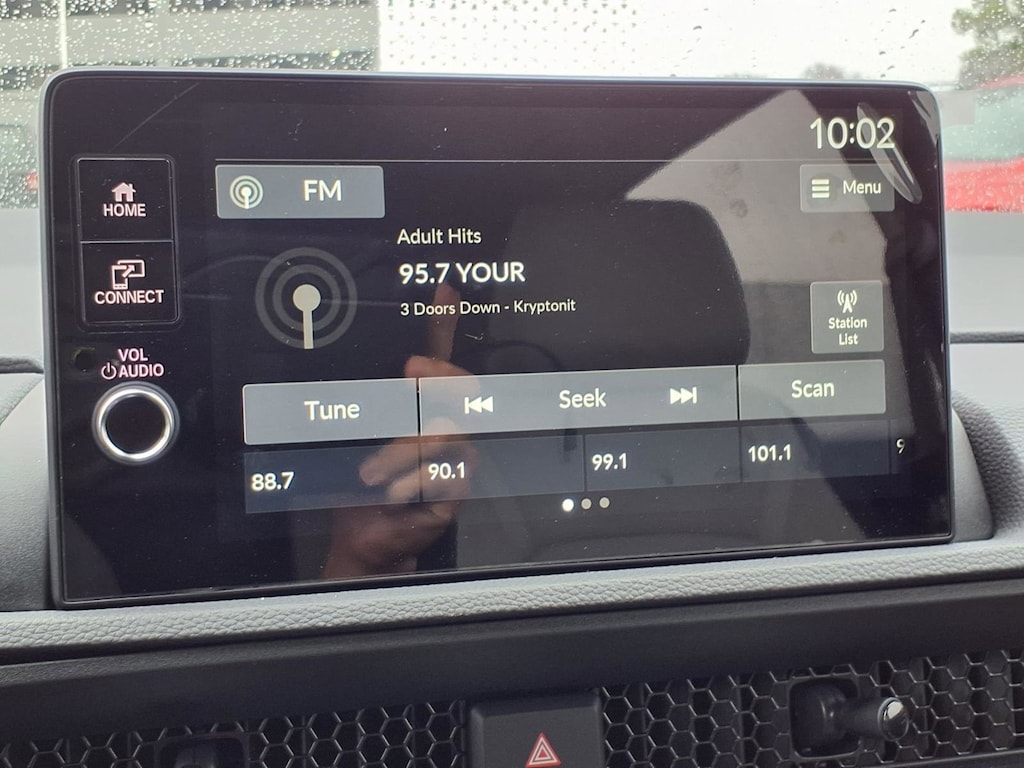 10:02
HOME
FM
Menu
Adult Hits
CONNECT
95.7 YOUR
3 Doors Down - Kryptonit
Station
List
VOL
AUDIO
Tune
Seek
Scan
88.7
90.1
99.1
101.1
9